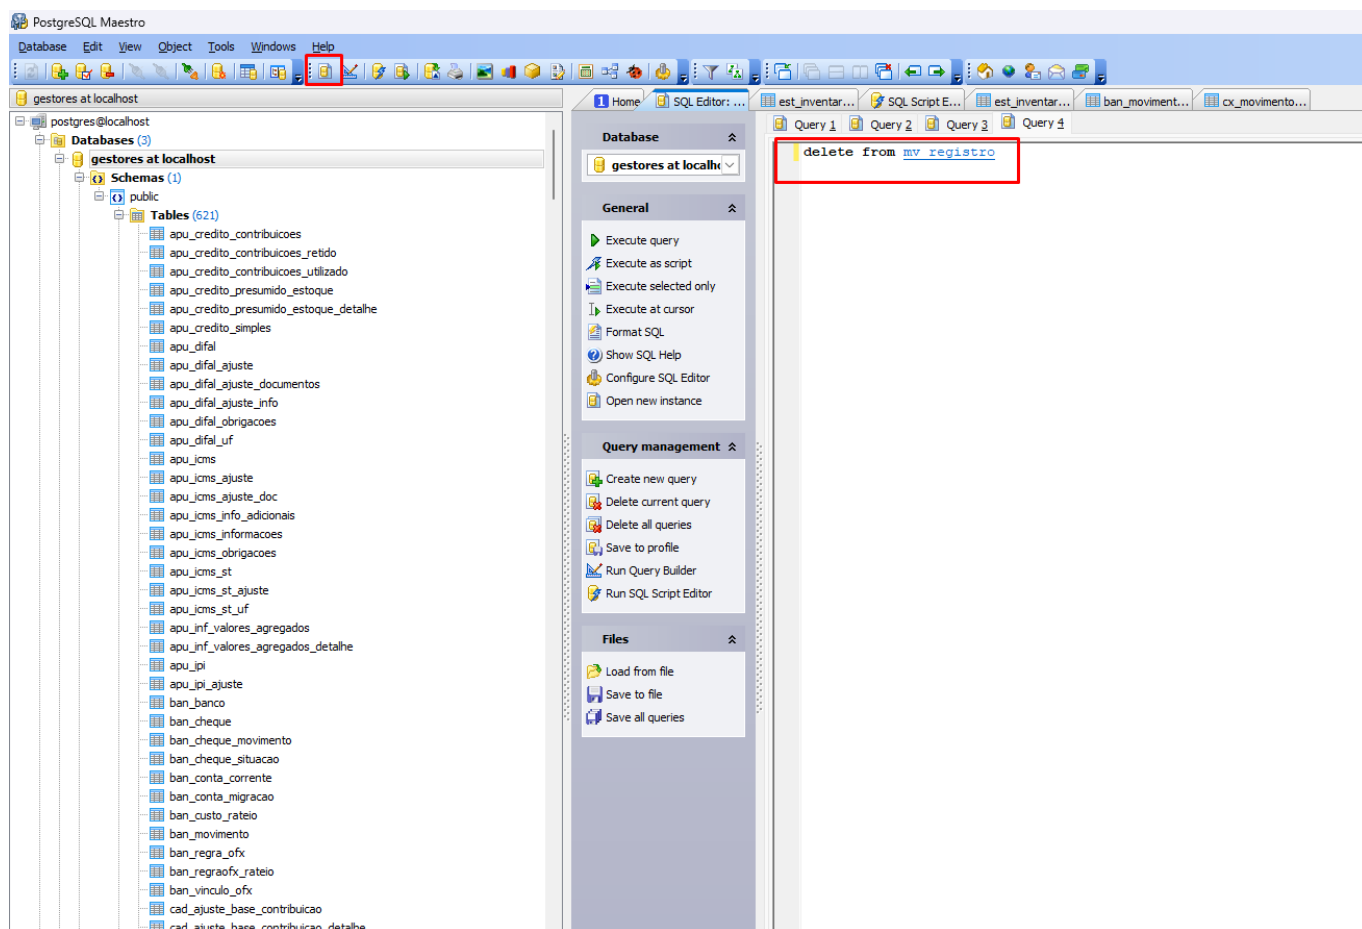 PostgreSQL Maestro
Database Edit View Object Tools Windows Help
gestores at localhost
postgres@localhost
Databases (3)
gestores at localhost
Schemas (1)
public
Tables (621)
apu_credito_contribuicoes
apu_credito_contribuicoes_retido
apu_credito_contribuicoes_utilizado
apu_credito_presumido_estoque
apu_credito_presumido_estoque_detalhe
apu_credito_simples
apu_difal
apu_difal_ajuste
apu_difal_ajuste_documentos
apu_difal_ajuste_info
apu_difal_obrigacoes
apu_difal_uf
apu_icms
apu_icms_ajuste
apu_icms_ajuste_doc
apu_icms_info_adicionais
apu_icms_informacoes
apu_icms_obrigacoes
apu_icms_st
apu_icms_st_ajuste
apu_icms_st_uf
apu_inf_valores_agregados
apu_inf_valores_agregados_detalhe
apu_ipi
apu_ipi_ajuste
ban_banco
ban_cheque
ban_cheque_movimento
ban_cheque_situacao
ban_conta_corrente
ban_conta_migracao
ban_custo_rateio
ban_movimento
ban_regra_ofx
ban_regraofx_rateio
ban_vinculo_ofx
cad_ajuste_base_contribuicao
cad_ajuste_base_contribuicao_detalhe
1 Home SQL Editor: ... est_inventar... SQL Script E... est_inventar... ban_moviment... cx_movimento...
Database
gestores at localh
General
Execute query
Execute as script
Execute selected only
Execute at cursor
Format SQL
Show SQL Help
Configure SQL Editor
Open new instance
Query management
Create new query
Delete current query
Delete all queries
Save to profile
Run Query Builder
Run SQL Script Editor
Files
Load from file
Save to file
Save all queries
Query 1 Query 2 Query 3 Query 4
delete from mv_registro